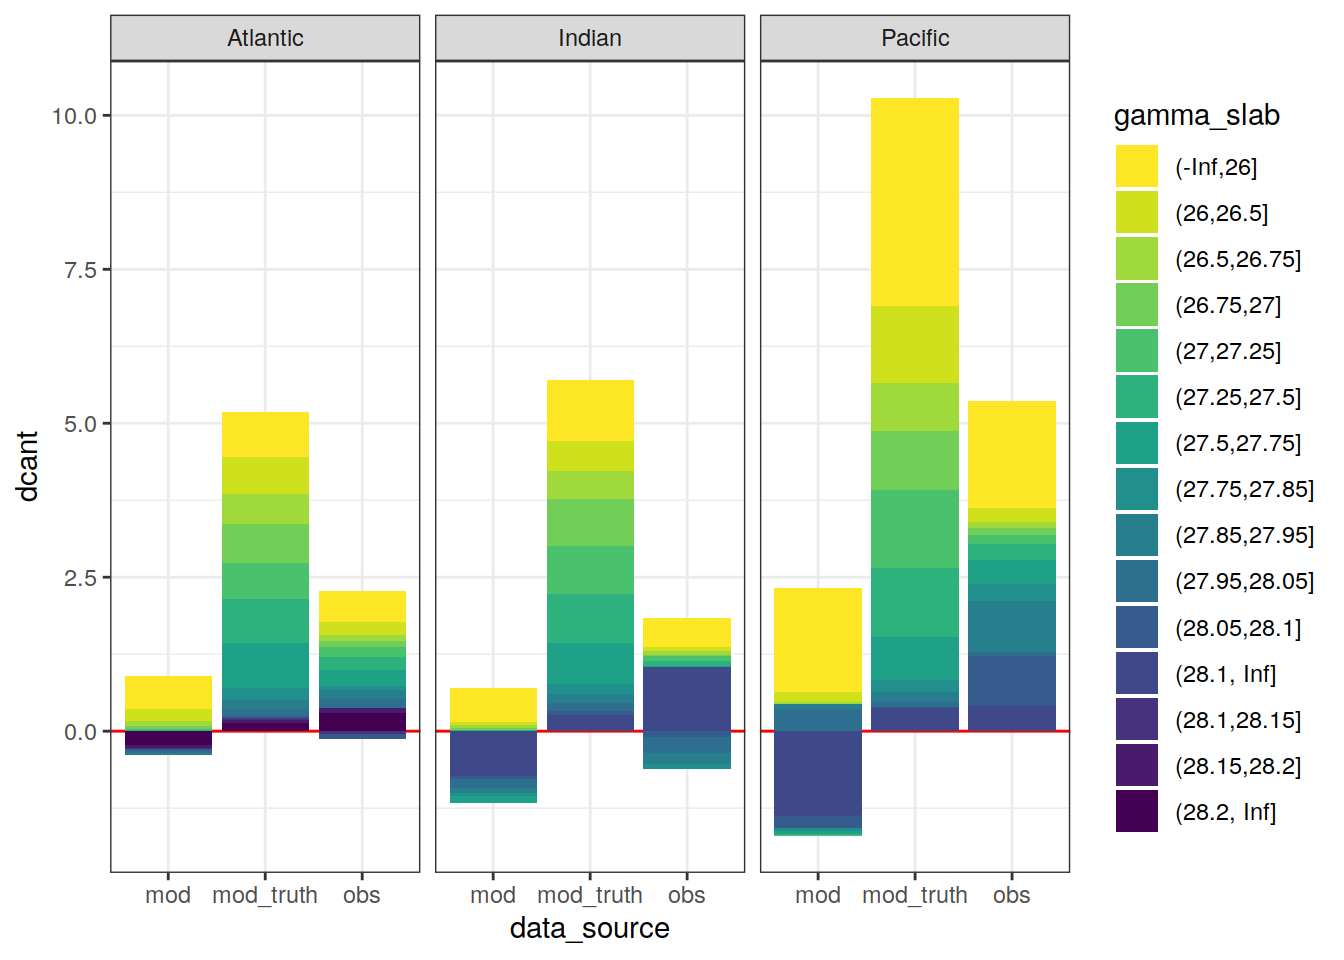 Atlantic Indian Pacific
10.0
7.5
5.0
2.5
0.0
dcant
mod mod_truth obs mod mod_truth obs mod mod_truth obs
data_source
gamma_slab
(-Inf,26]
(26,26.5]
(26.5,26.75]
(26.75,27]
(27,27.25]
(27.25,27.5]
(27.5,27.75]
(27.75,27.85]
(27.85,27.95]
(27.95,28.05]
(28.05,28.1]
(28.1, Inf]
(28.1,28.15]
(28.15,28.2]
(28.2, Inf]